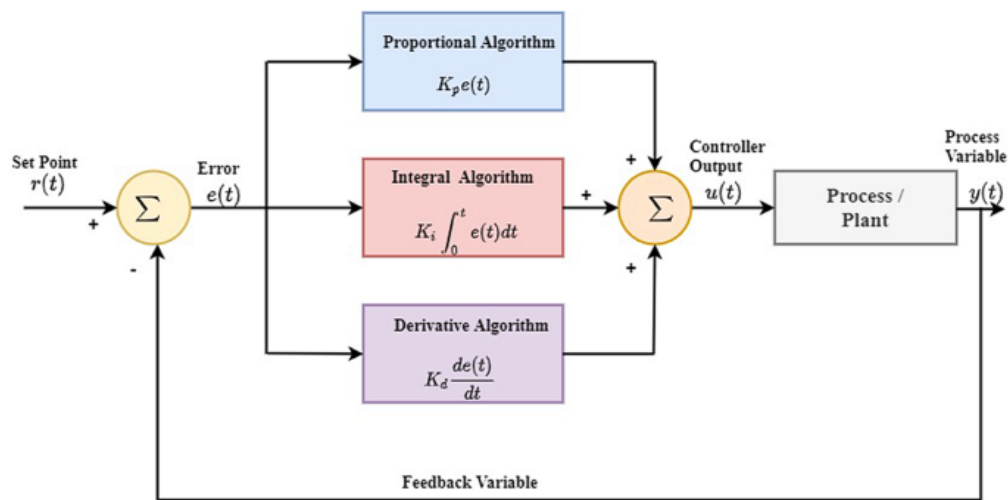 Proportional Algorithm
K_p e(t)
Set Point
r(t)
+
-
Σ
Error
e(t)
Integral Algorithm
K_i ∫_0^t e(t)dt
Derivative Algorithm
K_d de(t)/dt
+
+
+
Σ
Controller
Output
u(t)
Process /
Plant
Process
Variable
y(t)
Feedback Variable